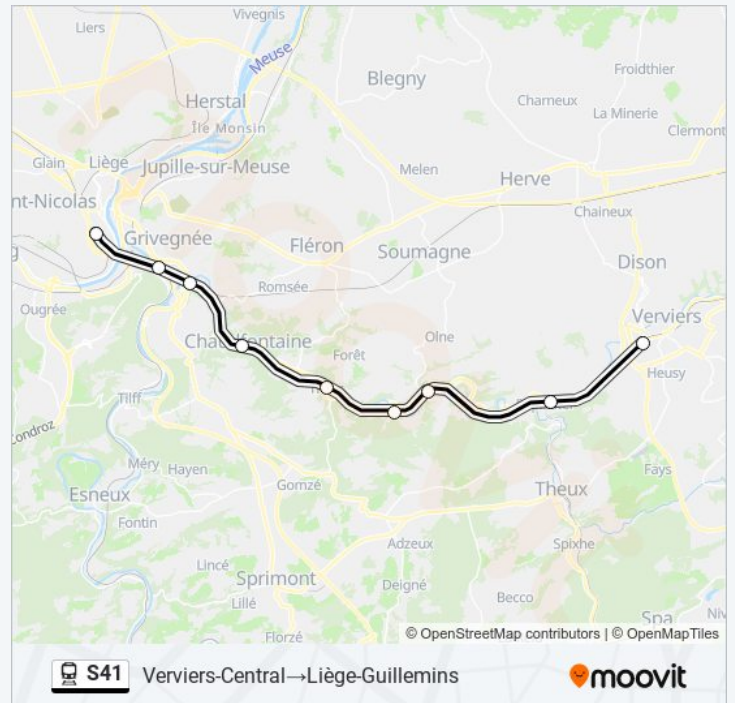 Vivegnis
Liers
Meuse
Froidthier
Blegny
Herstal
Charneux
La Minerie
Île Monsin
Clermont
Glain
Liège
Jupille-sur-Meuse
Melen
Herve
nt-Nicolas
Chaineux
Grivegnée
Fléron
Soumagne
Dison
g
Romsée
Ougrée
Verviers
Chaudfontaine
Olne
Forêt
Heusy
Tilff
Condroz
Méry
Hayen
Fays
Gomzé
Esneux
Theux
Fontin
Adzeux
Spixhe
Lincé
Sprimont
Deigné
Lillé
Becco
Spa
Niv
Florzé
© OpenStreetMap contributors | © OpenMapTiles
S41 Verviers-Central→Liège-Guillemins
moovit